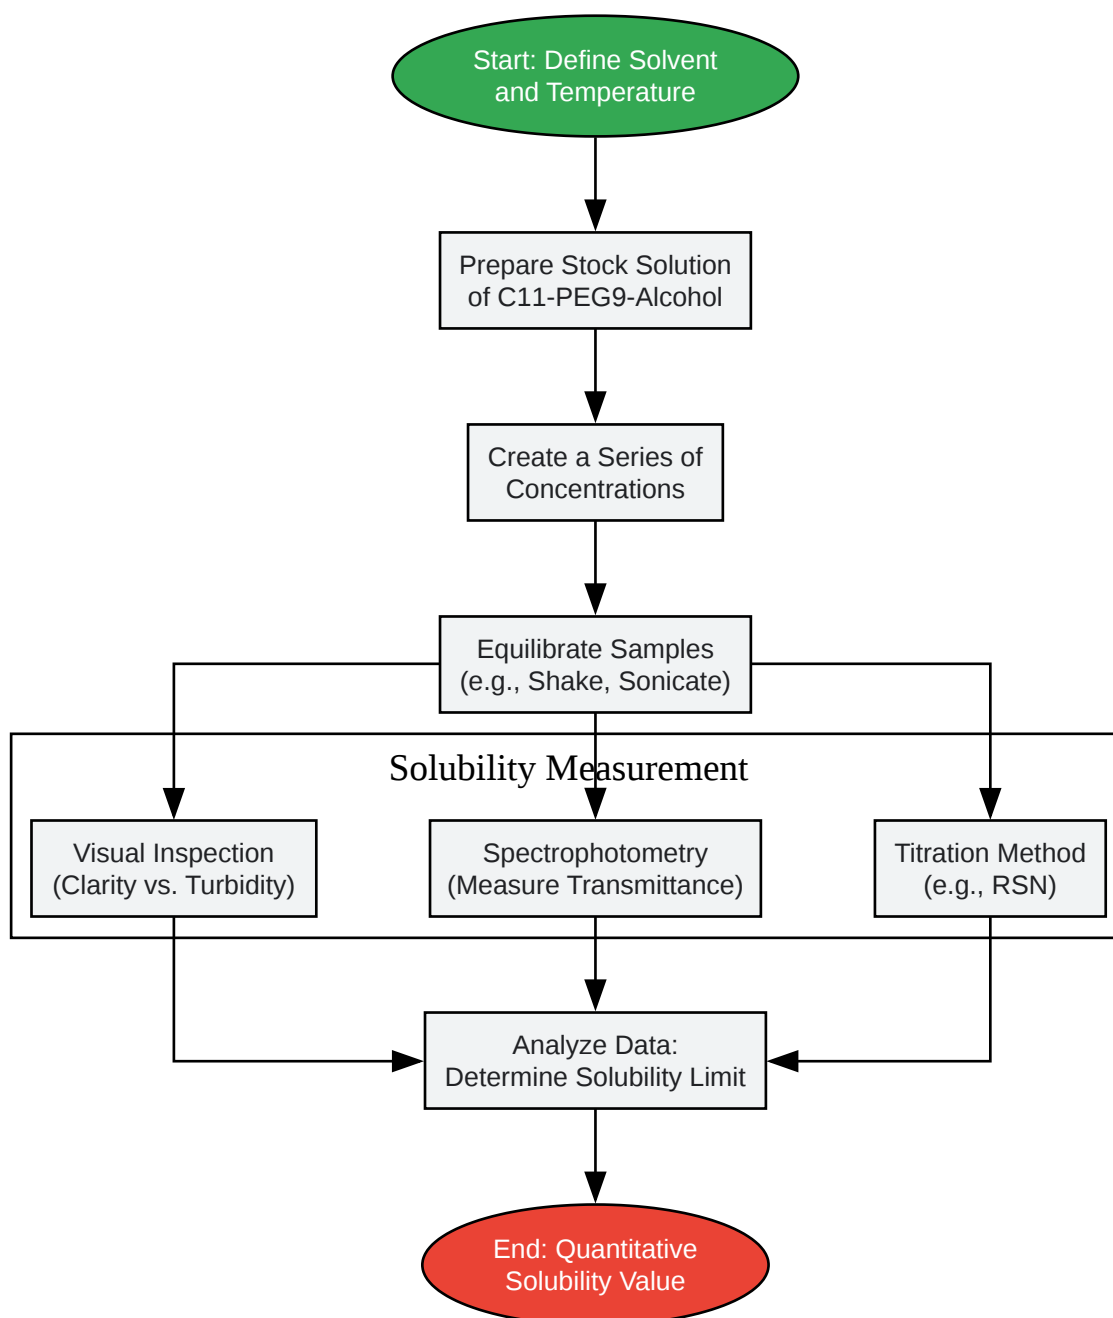 Start: Define Solvent
and Temperature
Prepare Stock Solution
of C11-PEG9-Alcohol
Create a Series of
Concentrations
Equilibrate Samples
(e.g., Shake, Sonicate)
Solubility Measurement
Visual Inspection
(Clarity vs. Turbidity)
Spectrophotometry
(Measure Transmittance)
Titration Method
(e.g., RSN)
Analyze Data:
Determine Solubility Limit
End: Quantitative
Solubility Value